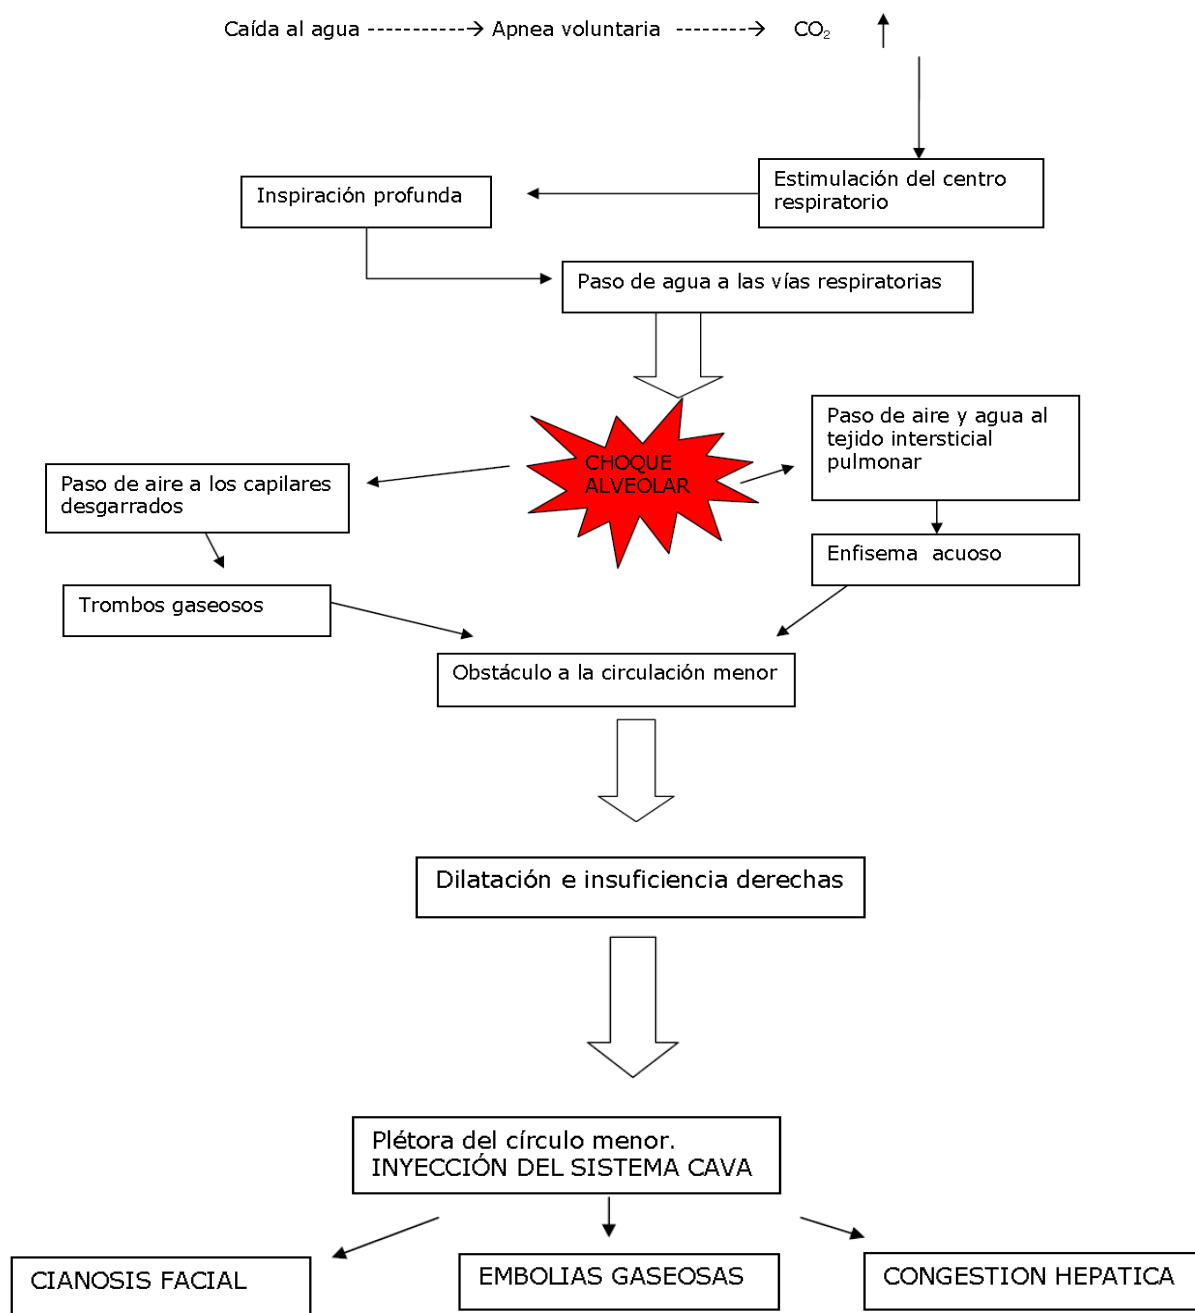 Caída al agua -----------→ Apnea voluntaria -------→ CO₂
Estimulación del centro
respiratorio
Inspiración profunda
Paso de agua a las vías respiratorias
CHOQUE
ALVEOLAR
Paso de aire y agua al
tejido intersticial
pulmonar
Paso de aire a los capilares
desgarrados
Enfisema acuoso
Trombos gaseosos
Obstáculo a la circulación menor
Dilatación e insuficiencia derechas
Plétora del círculo menor.
INYECCIÓN DEL SISTEMA CAVA
CIANOSIS FACIAL
EMBOLIAS GASEOSAS
CONGESTION HEPATICA